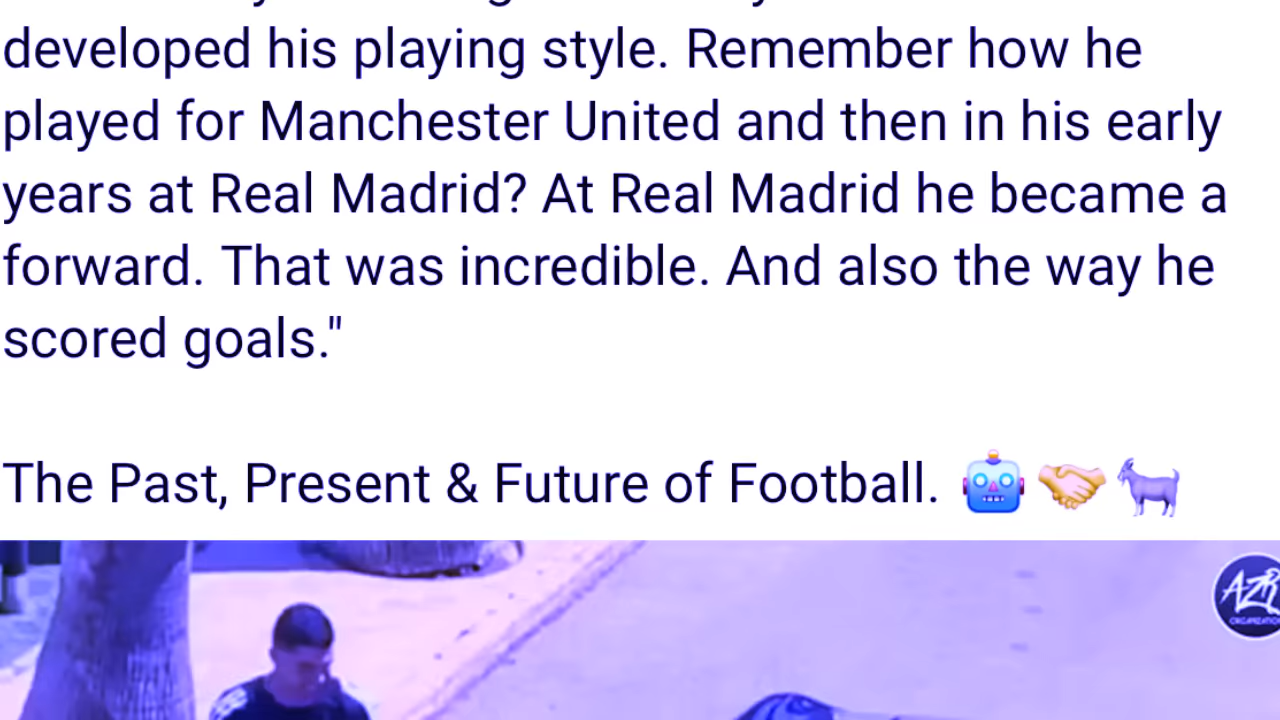 developed his playing style. Remember how he
played for Manchester United and then in his early
years at Real Madrid? At Real Madrid he became a
forward. That was incredible. And also the way he
scored goals."
The Past, Present & Future of Football. 🤖🤝🐐
AZR
ORGANIZATION